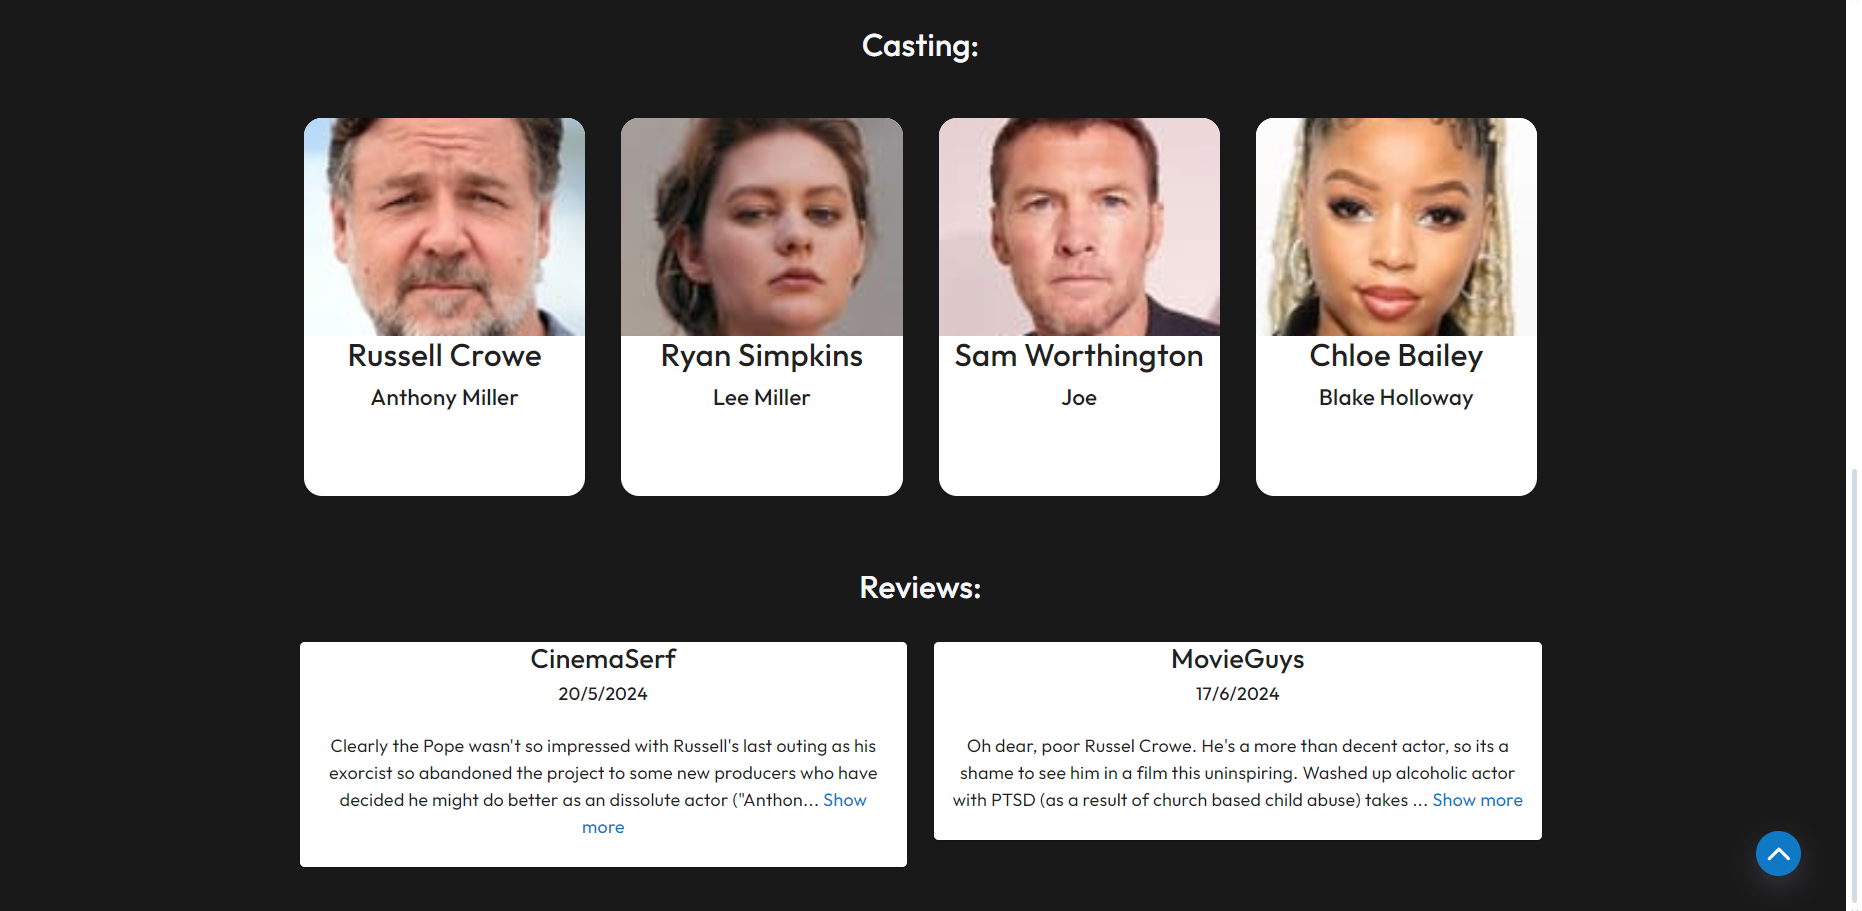 Casting:
Russell Crowe
Anthony Miller
Ryan Simpkins
Lee Miller
Sam Worthington
Joe
Chloe Bailey
Blake Holloway
Reviews:
CinemaSerf
20/5/2024
Clearly the Pope wasn't so impressed with Russell's last outing as his
exorcist so abandoned the project to some new producers who have
decided he might do better as an dissolute actor ("Anthon... Show
more
MovieGuys
17/6/2024
Oh dear, poor Russel Crowe. He's a more than decent actor, so its a
shame to see him in a film this uninspiring. Washed up alcoholic actor
with PTSD (as a result of church based child abuse) takes ... Show more